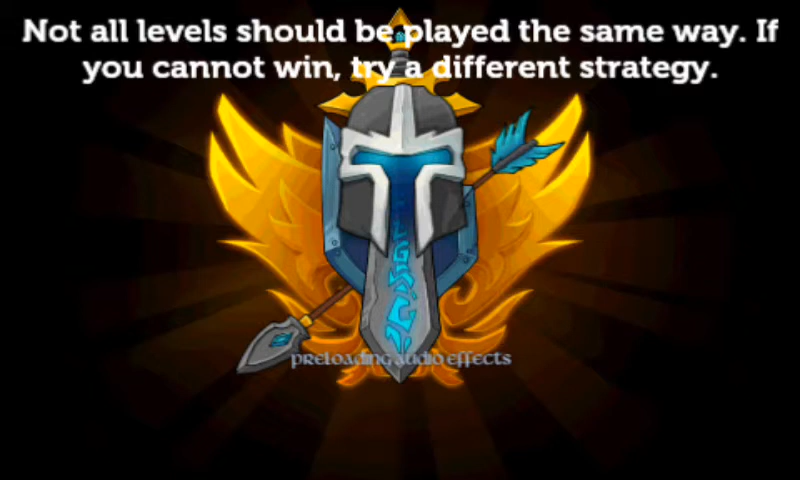 Not all levels should be played the same way. If
you cannot win, try a different strategy.
preloading audio effects